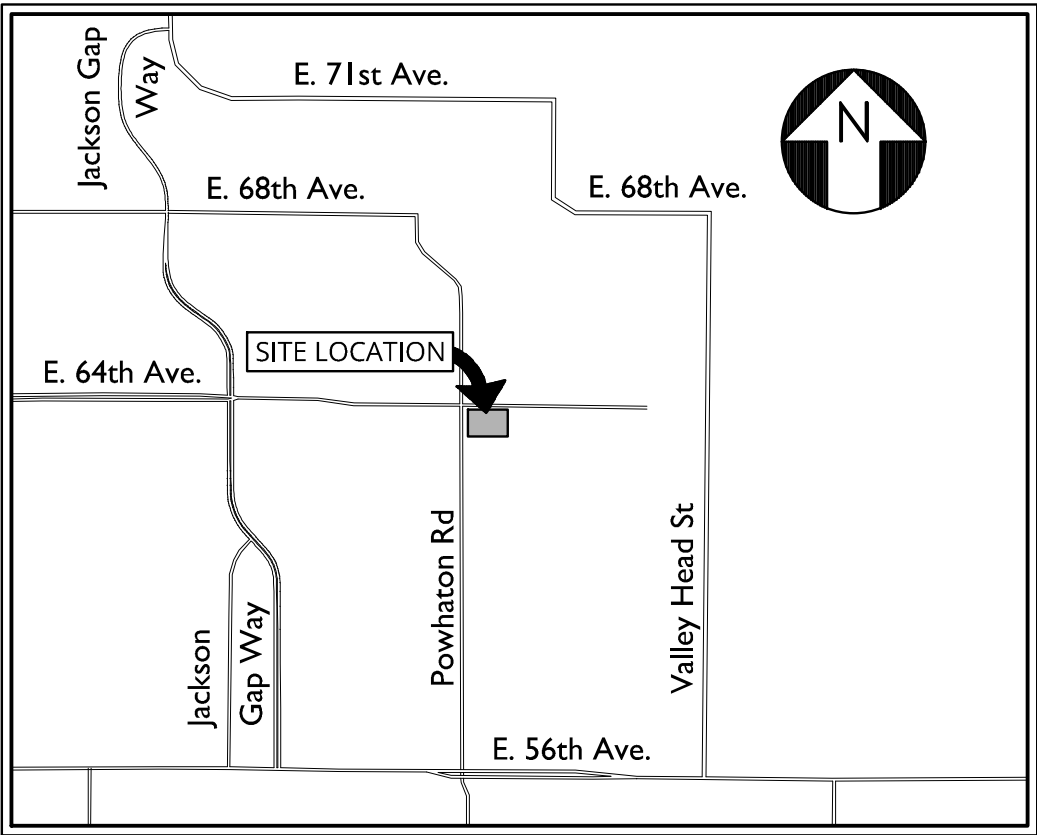 Jackson Gap
Way
E. 71st Ave.
N
E. 68th Ave.
E. 68th Ave.
SITE LOCATION
E. 64th Ave.
Powhaton Rd
Valley Head St
Jackson
Gap Way
E. 56th Ave.